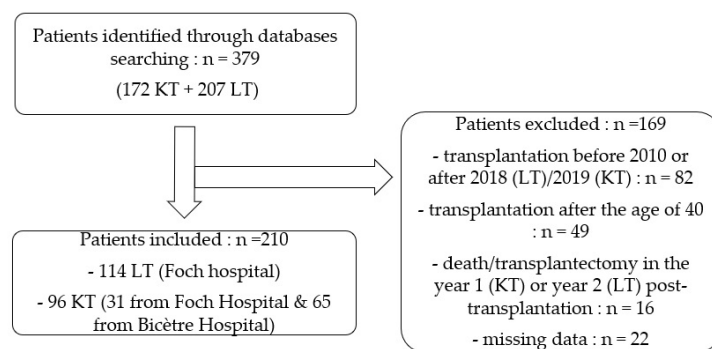 Patients identified through databases
searching : n = 379
(172 KT + 207 LT)
Patients excluded : n =169
- transplantation before 2010 or
after 2018 (LT)/2019 (KT) : n = 82
- transplantation after the age of 40
: n = 49
- death/transplantectomy in the
year 1 (KT) or year 2 (LT) post-
transplantation : n = 16
- missing data : n = 22
Patients included : n =210
- 114 LT (Foch hospital)
- 96 KT (31 from Foch Hospital & 65
from Bicètre Hospital)